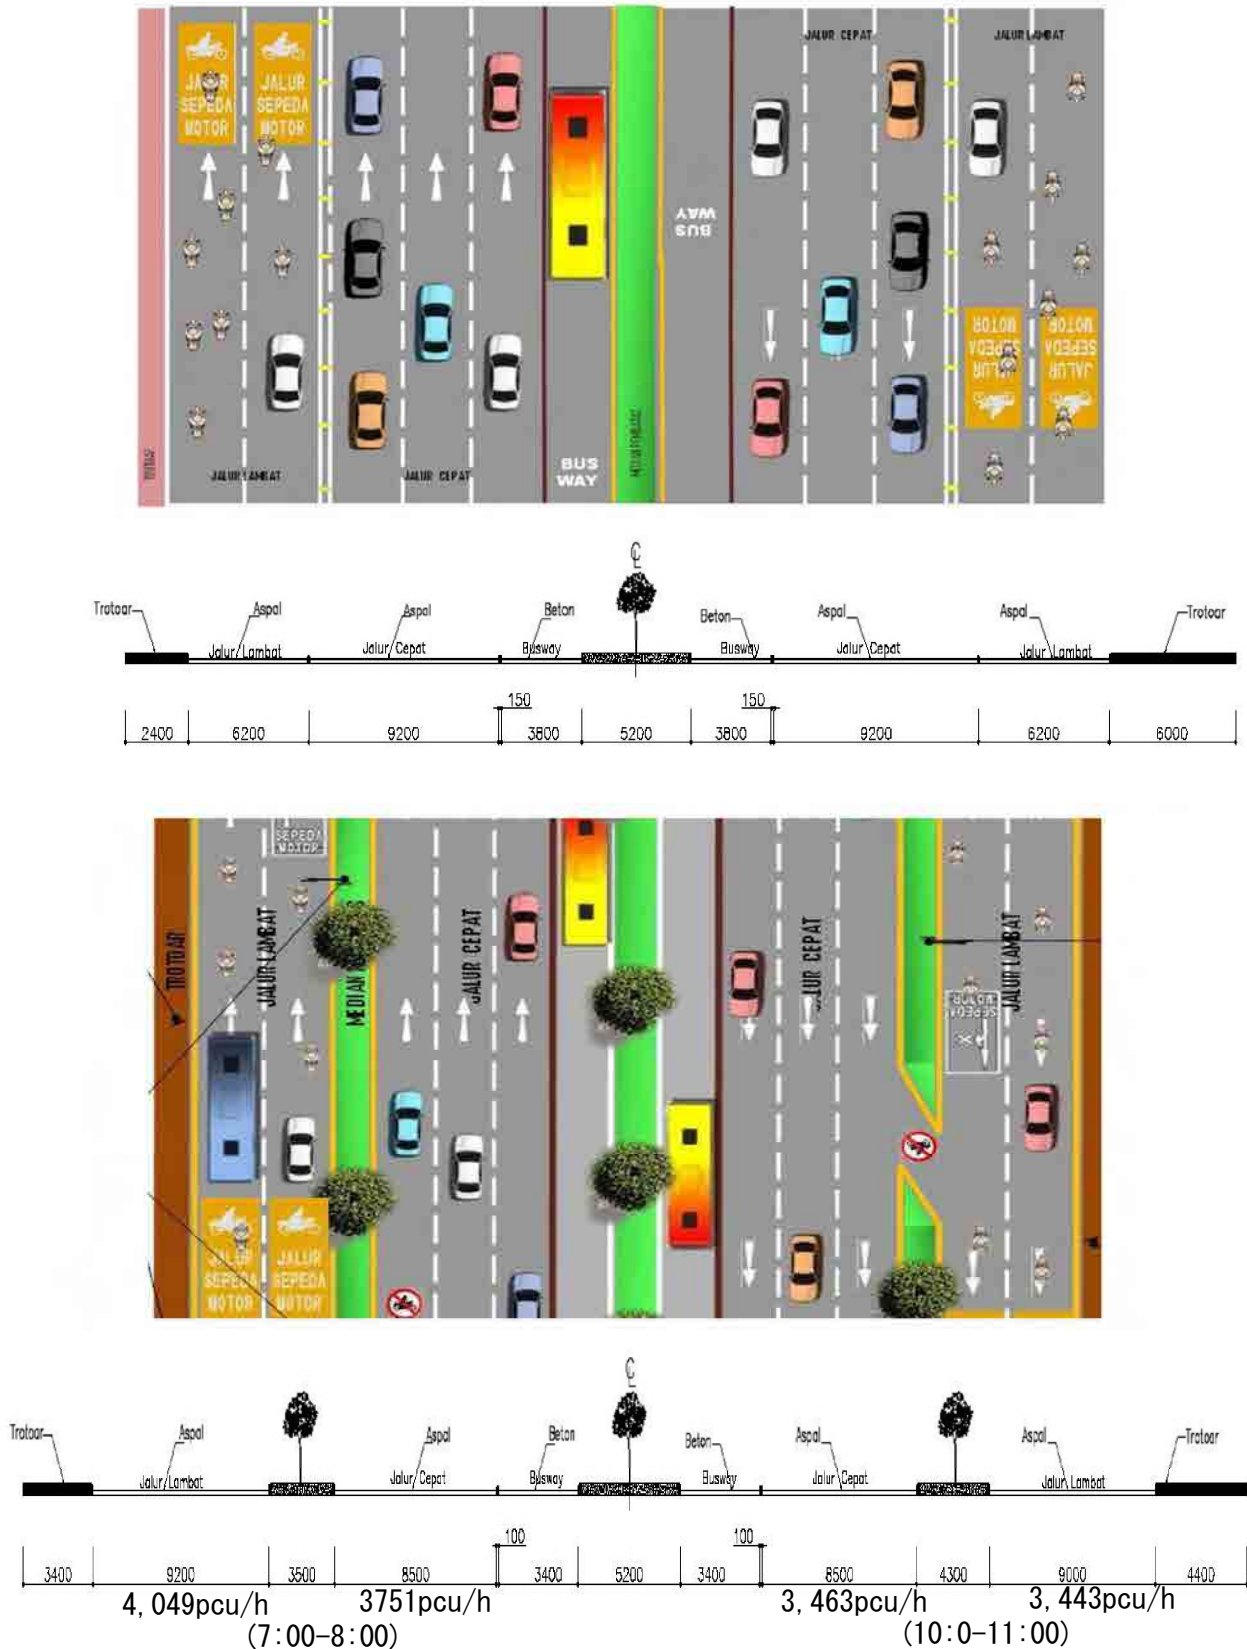 JALUR CEPAT JALUR LAMBAT
JALUR SEPEDA MOTOR
JALUR SEPEDA MOTOR
BUS WAY
JALUR SEPEDA MOTOR
JALUR SEPEDA MOTOR
JALUR LAMBAT JALUR CEPAT
BUS WAY
℄
Trotoar Aspal Aspal Beton Beton Aspal Aspal Trotoar
Jalur Lambat Jalur Cepat Busway Busway Jalur Cepat Jalur Lambat
150 150
2400 6200 9200 3800 5200 3800 9200 6200 6000
SEPEDA MOTOR
TROTOAR
JALUR LAMBAT
MEDIAN
JALUR CEPAT
JALUR CEPAT
JALUR LAMBAT
SEPEDA MOTOR
JALUR SEPEDA MOTOR
JALUR SEPEDA MOTOR
℄
Trotoar Aspal Aspal Beton Beton Aspal Aspal Trotoar
Jalur Lambat Jalur Cepat Busway Busway Jalur Cepat Jalur Lambat
100 100
3400 9200 3500 8500 3400 5200 3400 8500 4300 9000 4400
4,049pcu/h 3751pcu/h 3,463pcu/h 3,443pcu/h
(7:00-8:00) (10:0-11:00)